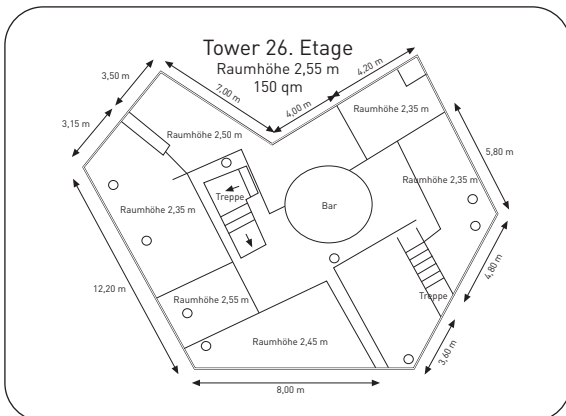 Tower 26. Etage
Raumhöhe 2,55 m
150 qm
3,50 m
7,00 m
4,00 m
4,20 m
3,15 m
Raumhöhe 2,50 m
Raumhöhe 2,35 m
5,80 m
Raumhöhe 2,35 m
Treppe
Bar
Raumhöhe 2,35 m
12,20 m
4,80 m
Raumhöhe 2,55 m
Treppe
Raumhöhe 2,45 m
3,60 m
8,00 m